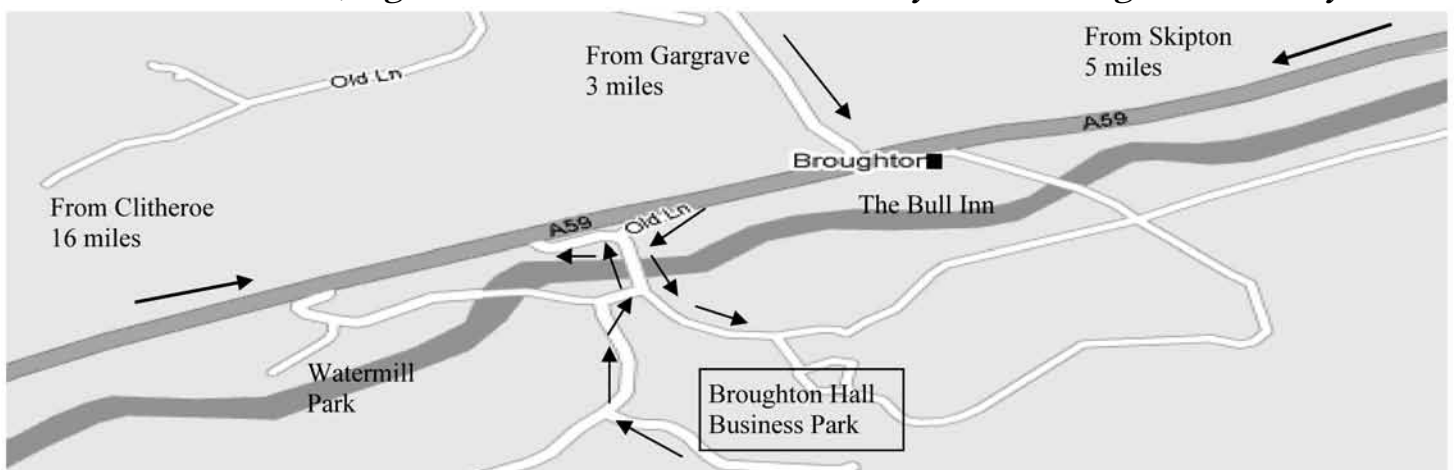 From Gargrave
3 miles
From Skipton
5 miles
Old Ln
A59
Broughton
From Clitheroe
16 miles
The Bull Inn
A59
Old Ln
Watermill
Park
Broughton Hall
Business Park